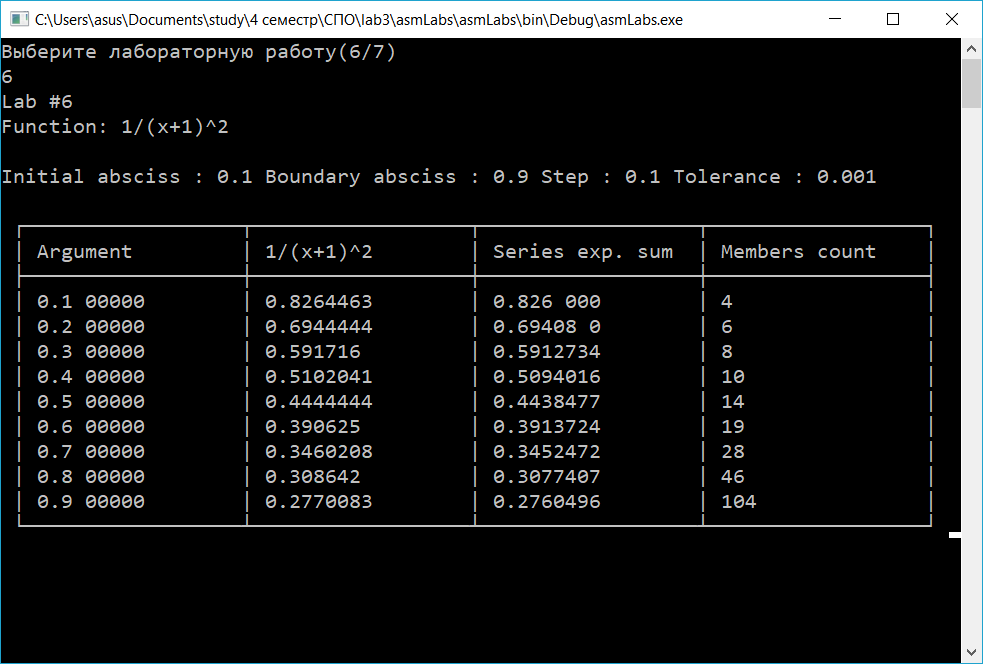 C:\Users\asus\Documents\study\4 семестр\СПО\lab3\asmLabs\asmLabs\bin\Debug\asmLabs.exe
Выберите лабораторную работу(6/7)
6
Lab #6
Function: 1/(x+1)^2
Initial absciss : 0.1 Boundary absciss : 0.9 Step : 0.1 Tolerance : 0.001
Argument 1/(x+1)^2 Series exp. sum Members count
0.1 00000 0.8264463 0.826 000 4
0.2 00000 0.6944444 0.69408 0 6
0.3 00000 0.591716 0.5912734 8
0.4 00000 0.5102041 0.5094016 10
0.5 00000 0.4444444 0.4438477 14
0.6 00000 0.390625 0.3913724 19
0.7 00000 0.3460208 0.3452472 28
0.8 00000 0.308642 0.3077407 46
0.9 00000 0.2770083 0.2760496 104